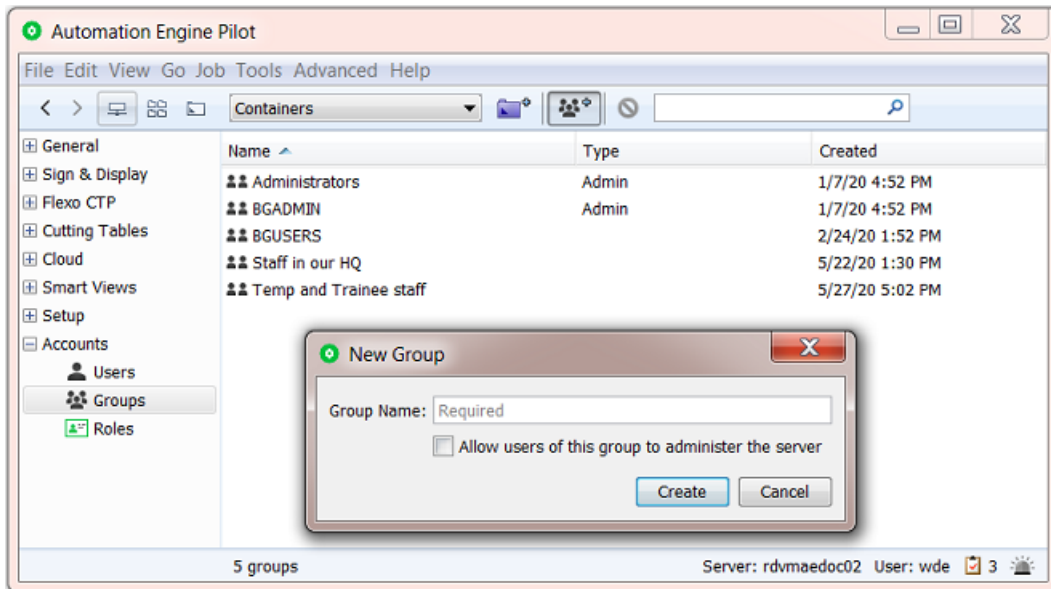 Automation Engine Pilot
File Edit View Go Job Tools Advanced Help
Containers
General
Sign & Display
Flexo CTP
Cutting Tables
Cloud
Smart Views
Setup
Accounts
Users
Groups
Roles
Name Type Created
Administrators Admin 1/7/20 4:52 PM
BGADMIN Admin 1/7/20 4:52 PM
BGUSERS 2/24/20 1:52 PM
Staff in our HQ 5/22/20 1:30 PM
Temp and Trainee staff 5/27/20 5:02 PM
New Group
Group Name: Required
Allow users of this group to administer the server
Create Cancel
5 groups Server: rdvmaedoc02 User: wde 3